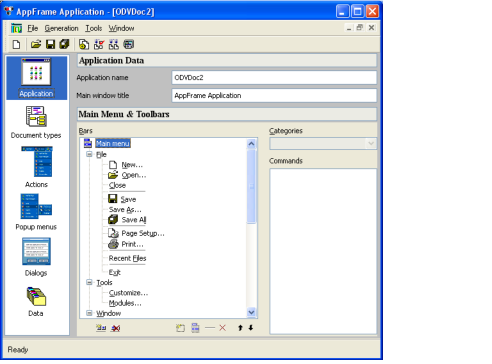 AppFrame Application - [ODVDoc2]
File Generation Tools Window
Application
Document types
Actions
Popup menus
Dialogs
Data
Application Data
Application name ODVDoc2
Main window title AppFrame Application
Main Menu & Toolbars
Bars
Main menu
File
New...
Open...
Close
Save
Save As...
Save All
Page Setup...
Print...
Recent Files
Exit
Tools
Customize...
Modules...
Window
Categories
Commands
Ready